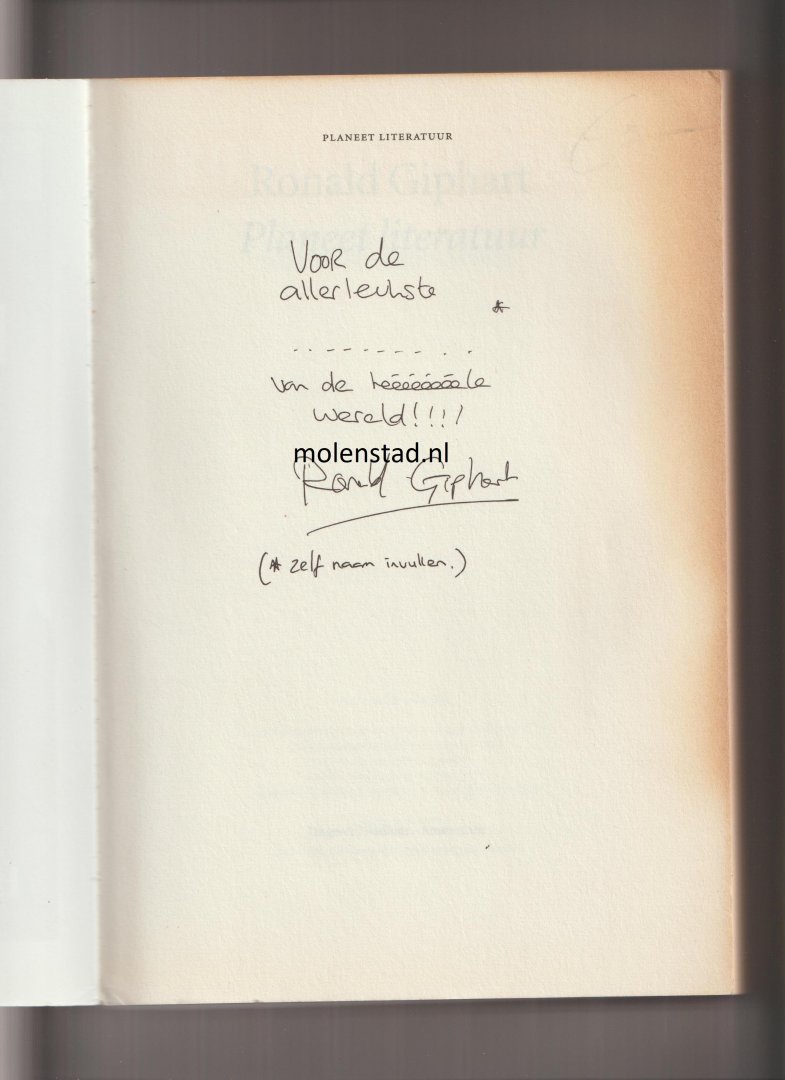 PLANEET LITERATUUR
Ronald Giphart
Planeet literatuur
Voor de
allerleukste
*
. . - - - - - - - . .
van de hééééééééle
wereld!!!!
molenstad.nl
Ronald Giphart
(* zelf naam invullen.)